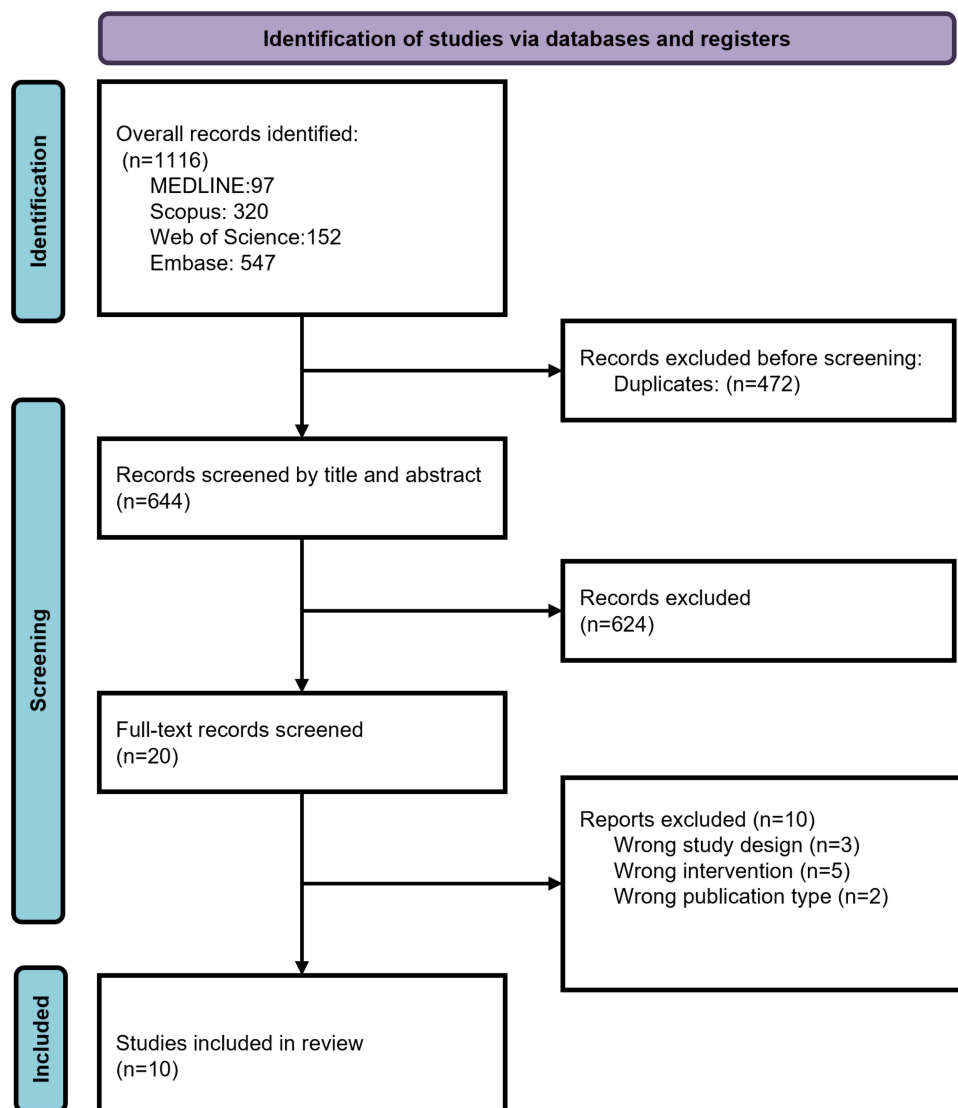 Identification of studies via databases and registers
Identification
Overall records identified:
(n=1116)
MEDLINE:97
Scopus: 320
Web of Science:152
Embase: 547
Records excluded before screening:
Duplicates: (n=472)
Screening
Records screened by title and abstract
(n=644)
Records excluded
(n=624)
Full-text records screened
(n=20)
Reports excluded (n=10)
Wrong study design (n=3)
Wrong intervention (n=5)
Wrong publication type (n=2)
Included
Studies included in review
(n=10)